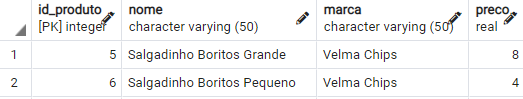 id_produto nome marca preco
[PK] integer character varying (50) character varying (50) real
1 5 Salgadinho Boritos Grande Velma Chips 8
2 6 Salgadinho Boritos Pequeno Velma Chips 4